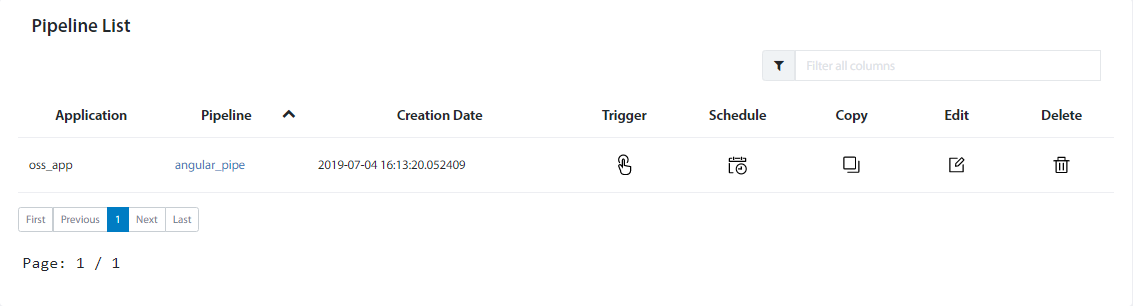 Pipeline List
Filter all columns
Application Pipeline Creation Date Trigger Schedule Copy Edit Delete
oss_app angular_pipe 2019-07-04 16:13:20.052409
First Previous 1 Next Last
Page: 1 / 1